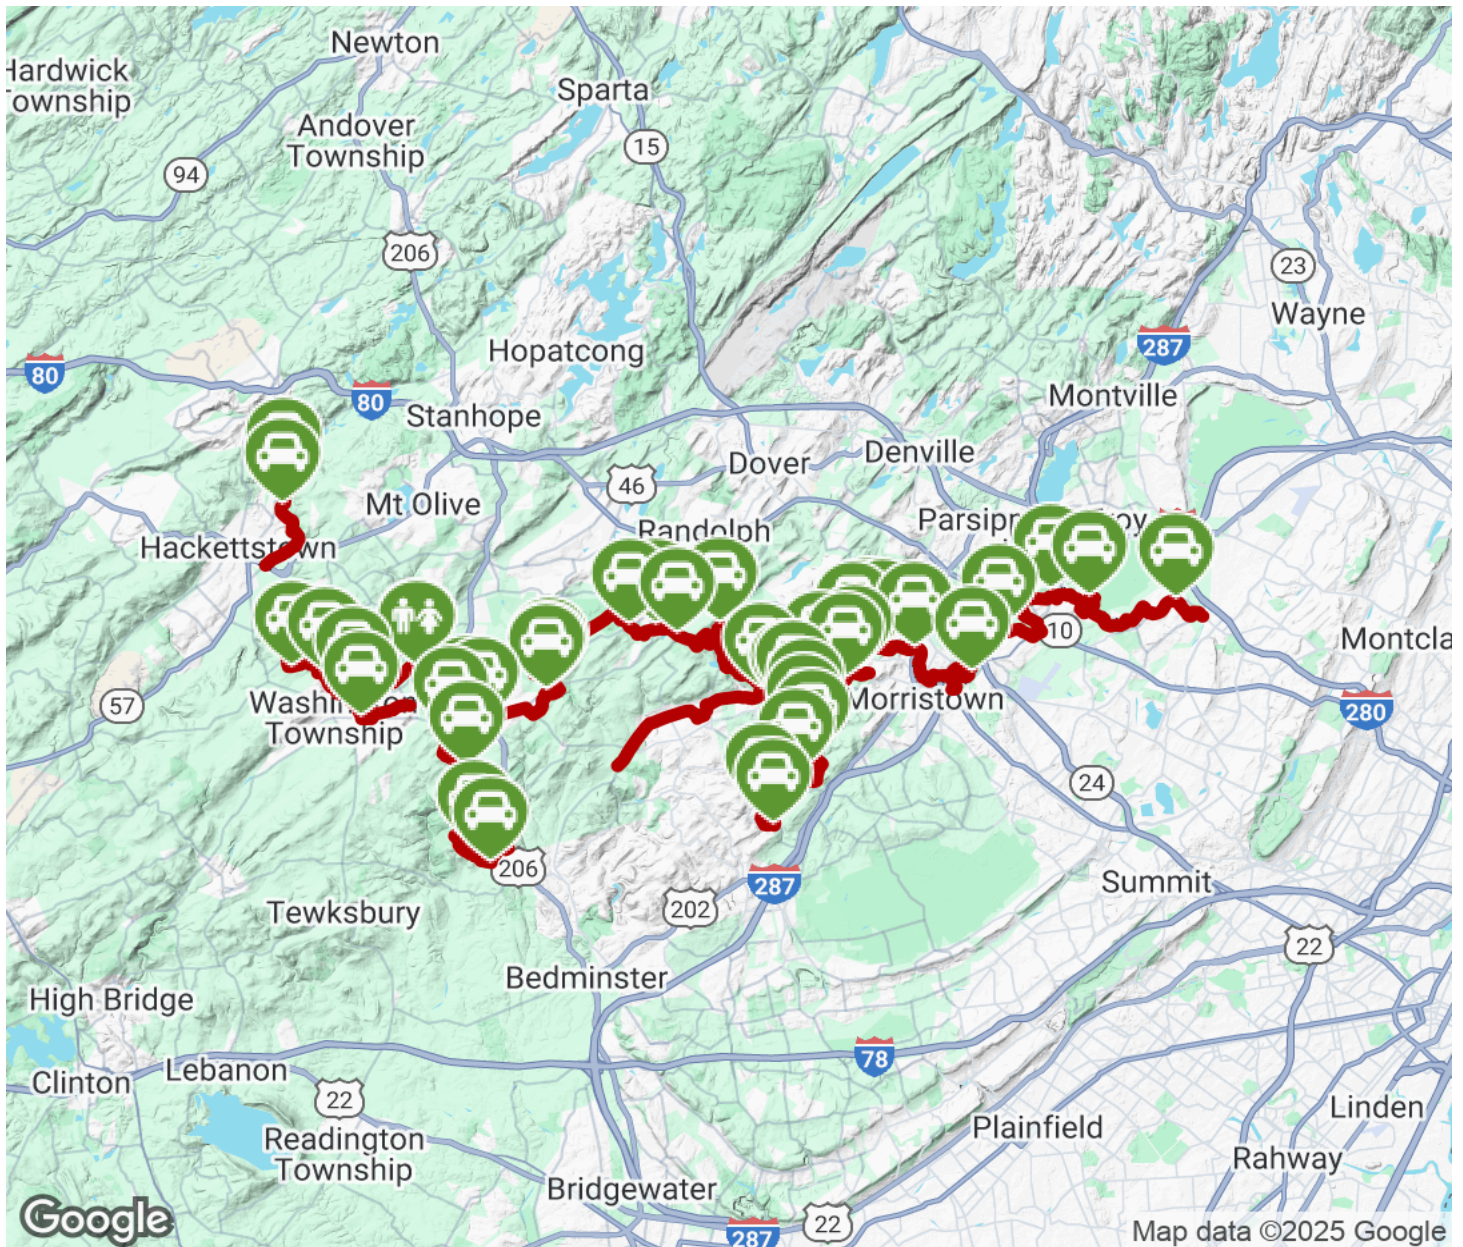 Newton
Hardwick
Township
Sparta
Andover
Township
15
94
206
23
Wayne
287
Hopatcong
80
80
Montville
Stanhope
Denville
Dover
46
Mt Olive
Randolph
Hackettstown
10
57
Washington
Township
Morristown
280
24
206
287
Summit
202
Tewksbury
22
Bedminster
High Bridge
78
Lebanon
Clinton
22
Linden
Plainfield
Readington
Township
Rahway
Bridgewater
22
287
Google
Map data ©2025 Google